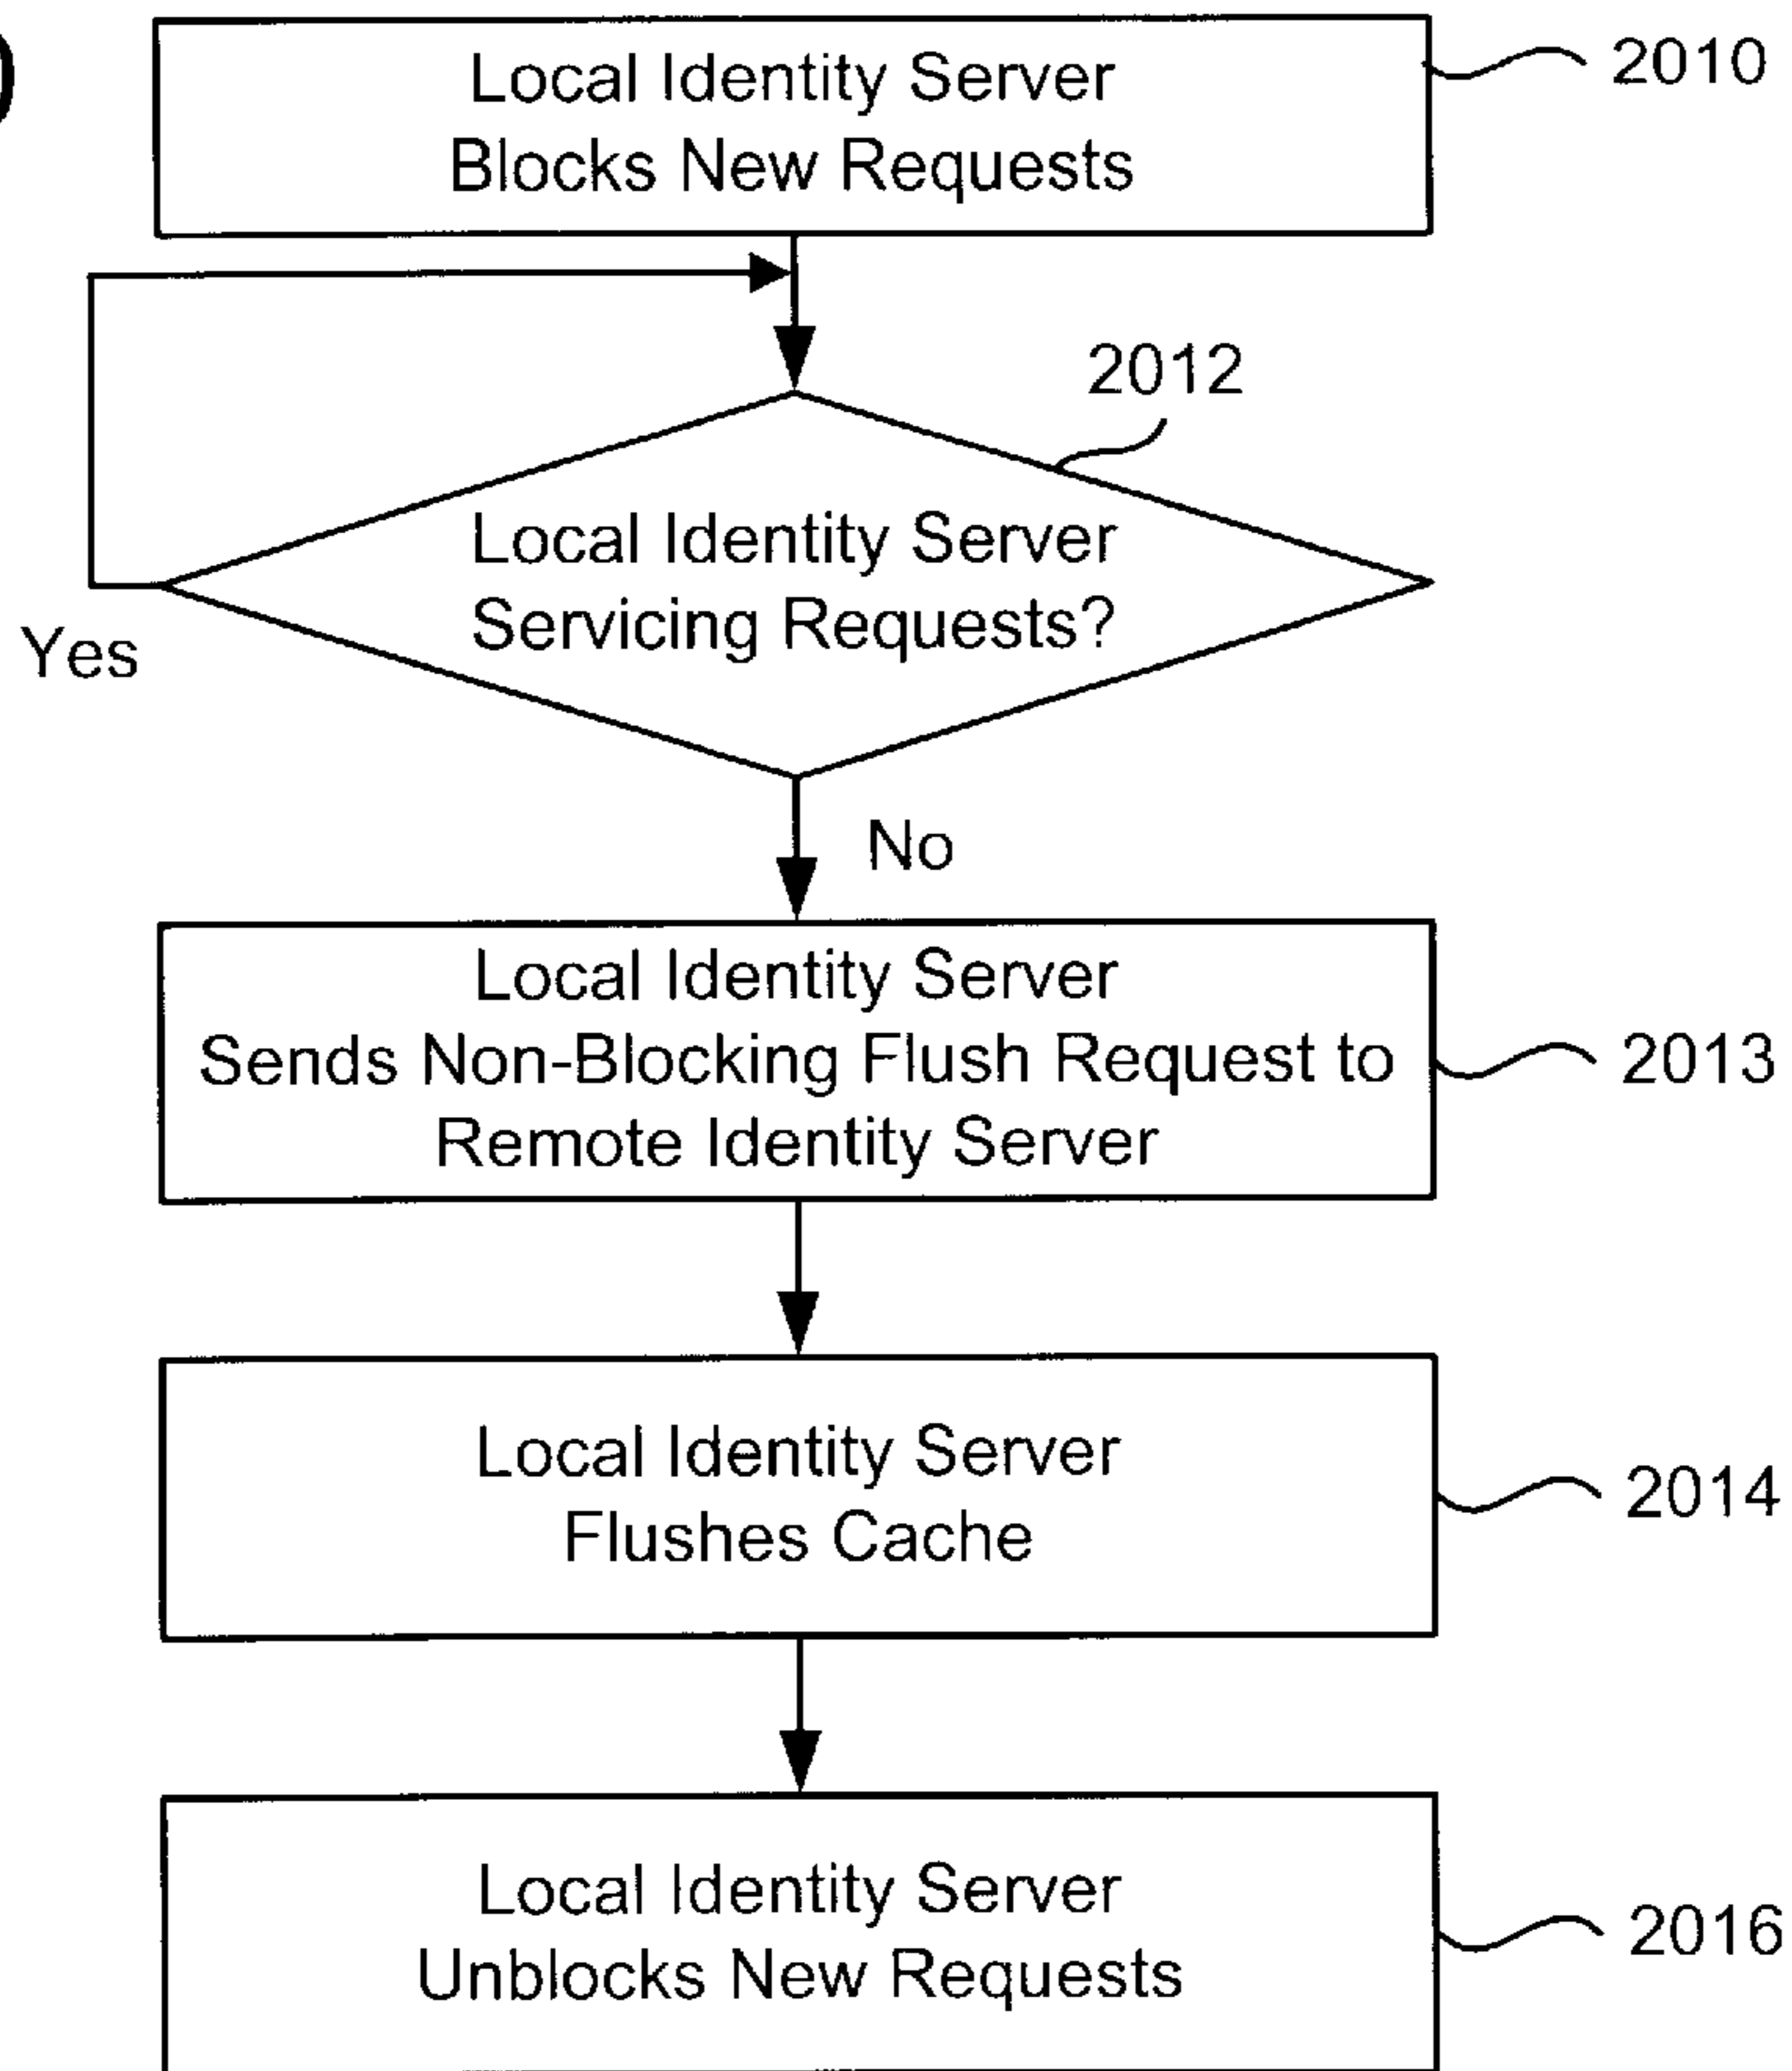 Local Identity Server
Blocks New Requests
2010
2012
Local Identity Server
Servicing Requests?
Yes
No
Local Identity Server
Sends Non-Blocking Flush Request to
Remote Identity Server
2013
Local Identity Server
Flushes Cache
2014
Local Identity Server
Unblocks New Requests
2016